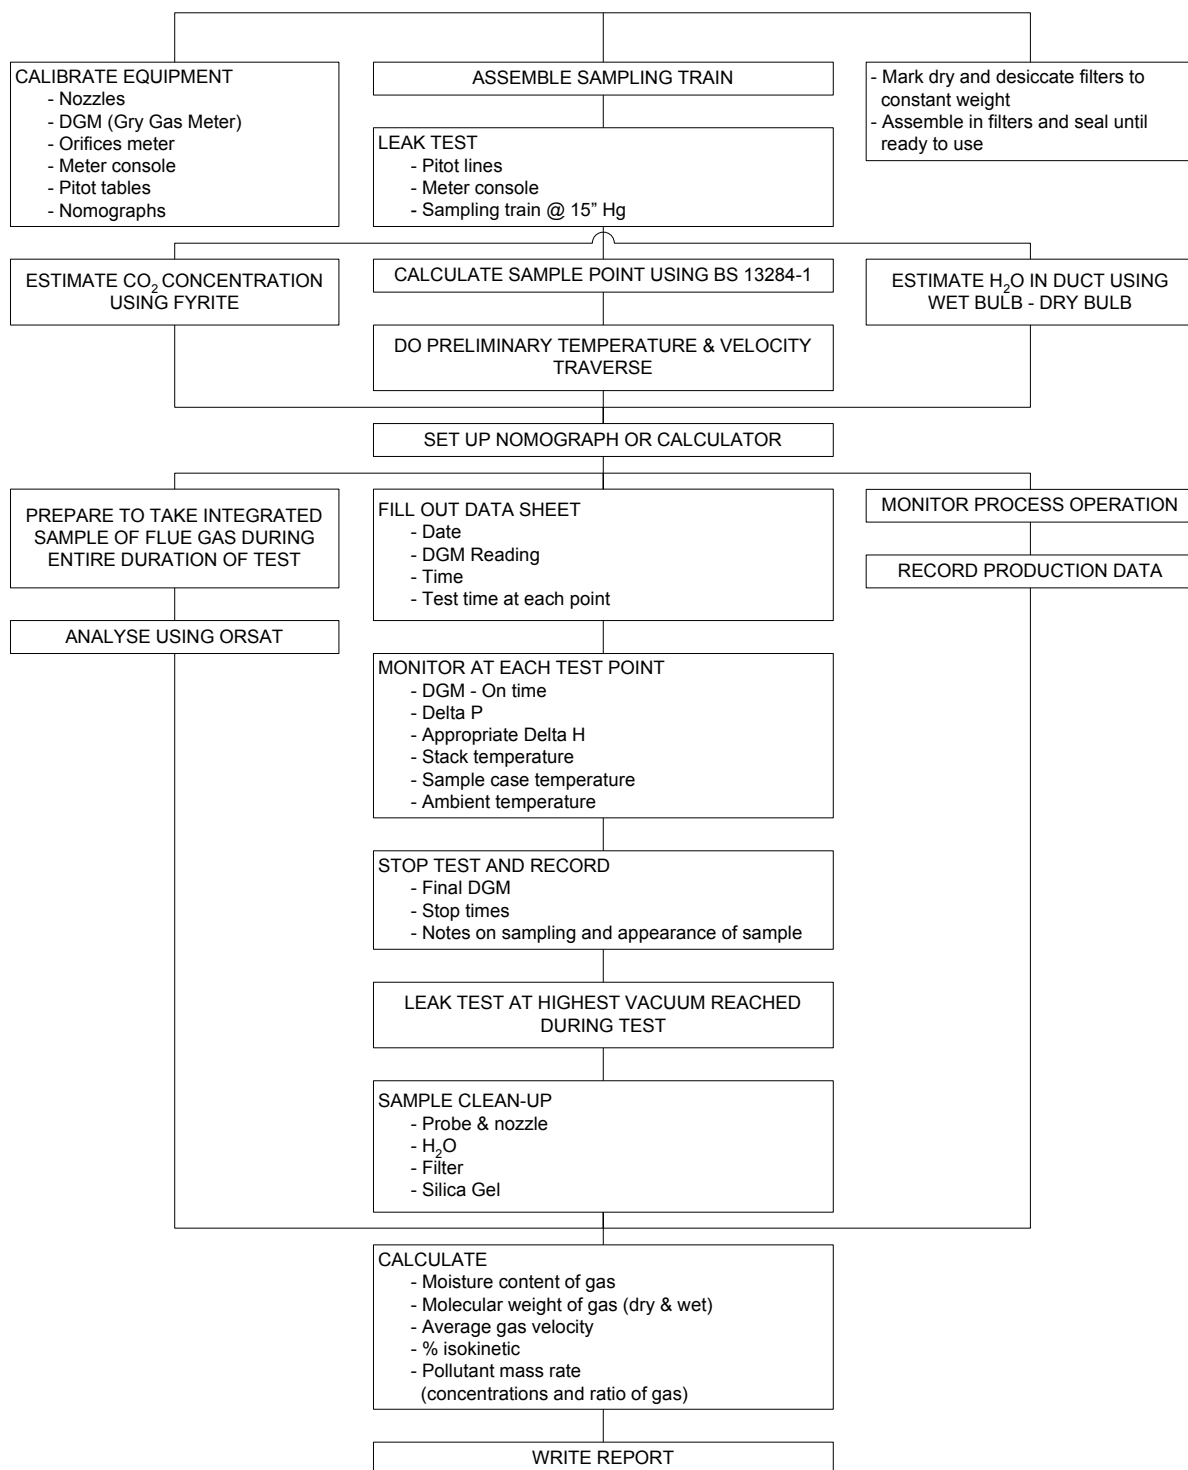 CALIBRATE EQUIPMENT
- Nozzles
- DGM (Gry Gas Meter)
- Orifices meter
- Meter console
- Pitot tables
- Nomographs
ASSEMBLE SAMPLING TRAIN
LEAK TEST
- Pitot lines
- Meter console
- Sampling train @ 15” Hg
- Mark dry and desiccate filters to
constant weight
- Assemble in filters and seal until
ready to use
ESTIMATE CO₂ CONCENTRATION
USING FYRITE
CALCULATE SAMPLE POINT USING BS 13284-1
DO PRELIMINARY TEMPERATURE & VELOCITY
TRAVERSE
ESTIMATE H₂O IN DUCT USING
WET BULB - DRY BULB
SET UP NOMOGRAPH OR CALCULATOR
PREPARE TO TAKE INTEGRATED
SAMPLE OF FLUE GAS DURING
ENTIRE DURATION OF TEST
ANALYSE USING ORSAT
FILL OUT DATA SHEET
- Date
- DGM Reading
- Time
- Test time at each point
MONITOR PROCESS OPERATION
RECORD PRODUCTION DATA
MONITOR AT EACH TEST POINT
- DGM - On time
- Delta P
- Appropriate Delta H
- Stack temperature
- Sample case temperature
- Ambient temperature
STOP TEST AND RECORD
- Final DGM
- Stop times
- Notes on sampling and appearance of sample
LEAK TEST AT HIGHEST VACUUM REACHED
DURING TEST
SAMPLE CLEAN-UP
- Probe & nozzle
- H₂O
- Filter
- Silica Gel
CALCULATE
- Moisture content of gas
- Molecular weight of gas (dry & wet)
- Average gas velocity
- % isokinetic
- Pollutant mass rate
(concentrations and ratio of gas)
WRITE REPORT